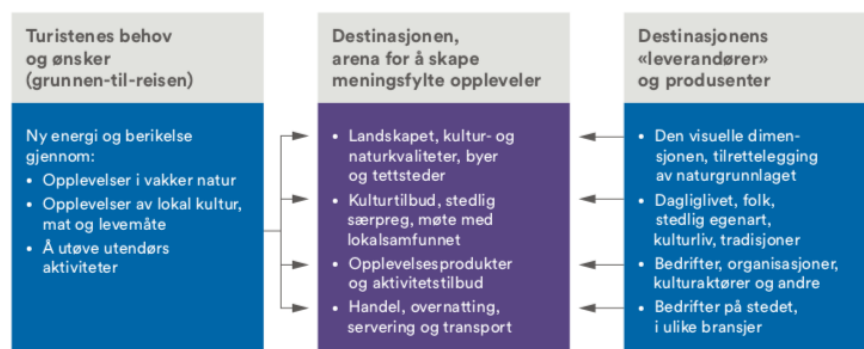 Turistenes behov
og ønsker
(grunnen-til-reisen)
Ny energi og berikelse
gjennom:
• Opplevelser i vakker natur
• Opplevelser av lokal kultur,
mat og levemåte
• Å utøve utendørs
aktiviteter
Destinasjonen,
arena for å skape
meningsfylte oppleveler
• Landskapet, kultur- og
naturkvaliteter, byer
og tettsteder
• Kulturtilbud, stedlig
særpreg, møte med
lokalsamfunnet
• Opplevelsesprodukter
og aktivitetstilbud
• Handel, overnatting,
servering og transport
Destinasjonens
«leverandører»
og produsenter
• Den visuelle dimen-
sjonen, tilrettelegging
av naturgrunnlaget
• Dagliglivet, folk,
stedlig egenart,
kulturliv, tradisjoner
• Bedrifter, organisasjoner,
kulturaktører og andre
• Bedrifter på stedet,
i ulike bransjer